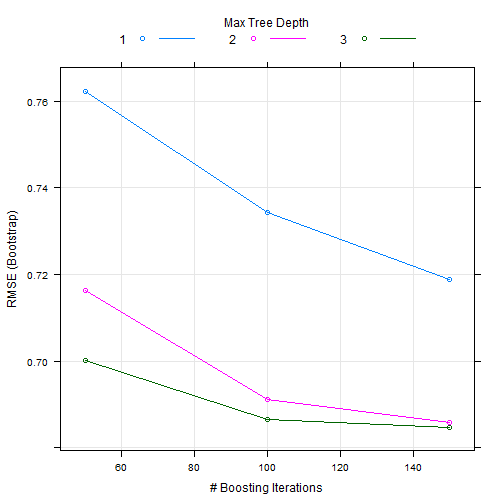 Max Tree Depth
1 2 3
0.76
0.74
0.72
0.70
RMSE (Bootstrap)
60 80 100 120 140
# Boosting Iterations